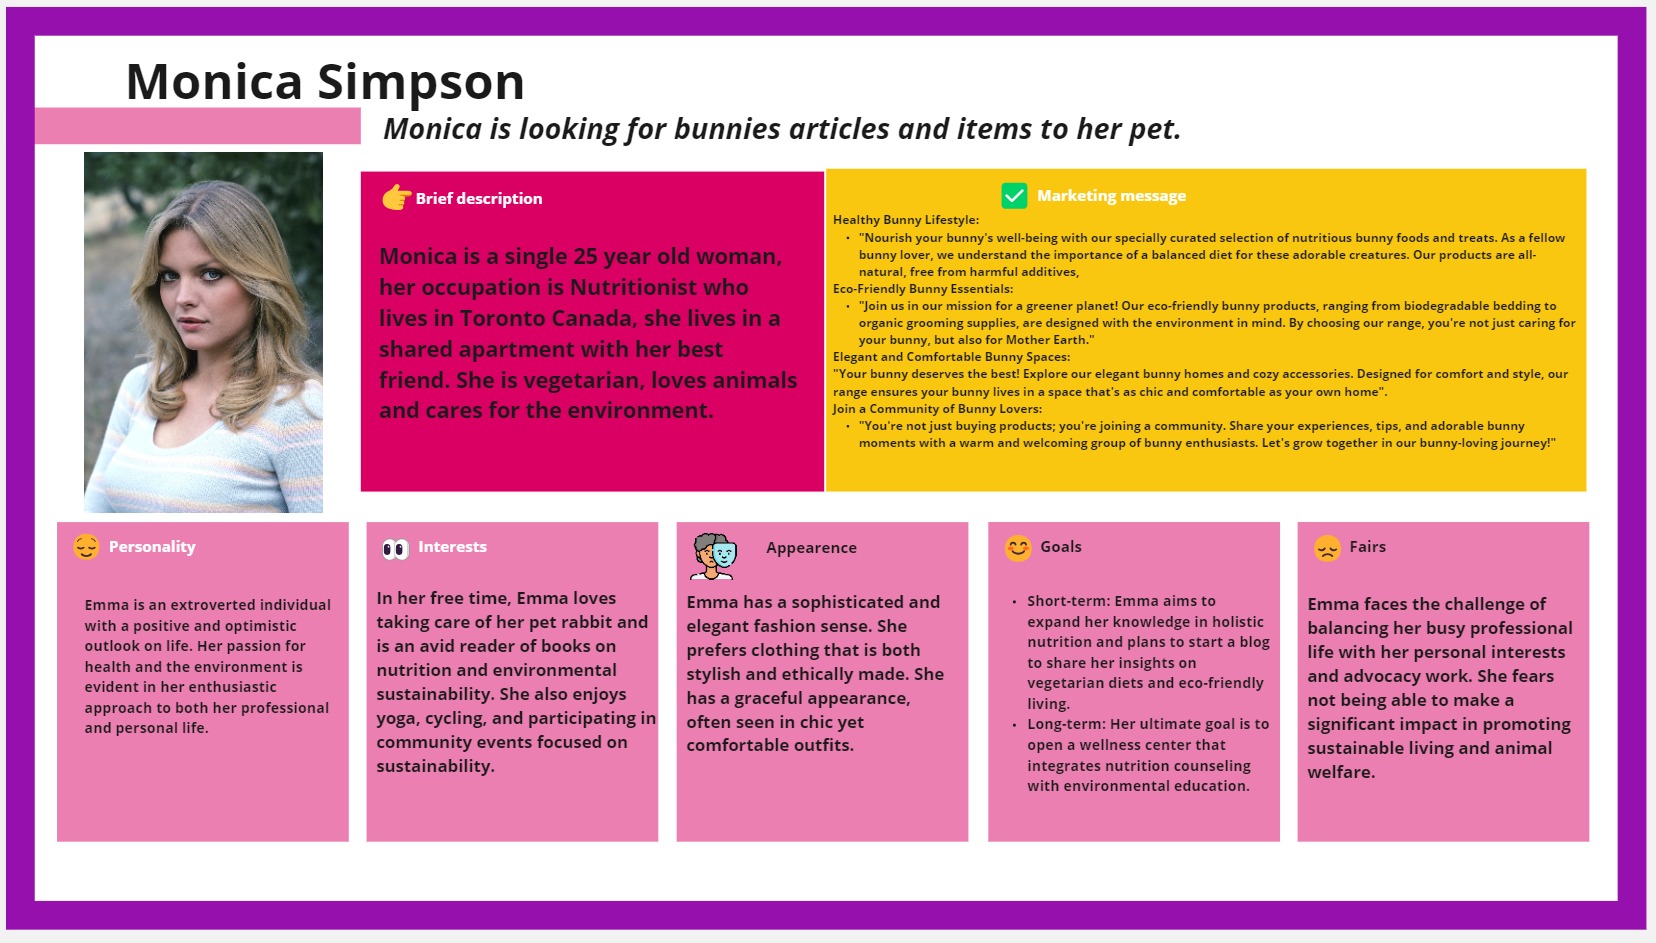 Monica Simpson
Monica is looking for bunnies articles and items to her pet.
Brief description
Monica is a single 25 year old woman,
her occupation is Nutritionist who
lives in Toronto Canada, she lives in a
shared apartment with her best
friend. She is vegetarian, loves animals
and cares for the environment.
Marketing message
Healthy Bunny Lifestyle:
• "Nourish your bunny's well-being with our specially curated selection of nutritious bunny foods and treats. As a fellow
bunny lover, we understand the importance of a balanced diet for these adorable creatures. Our products are all-
natural, free from harmful additives,
Eco-Friendly Bunny Essentials:
• "Join us in our mission for a greener planet! Our eco-friendly bunny products, ranging from biodegradable bedding to
organic grooming supplies, are designed with the environment in mind. By choosing our range, you're not just caring for
your bunny, but also for Mother Earth."
Elegant and Comfortable Bunny Spaces:
"Your bunny deserves the best! Explore our elegant bunny homes and cozy accessories. Designed for comfort and style, our
range ensures your bunny lives in a space that's as chic and comfortable as your own home".
Join a Community of Bunny Lovers:
• "You're not just buying products; you're joining a community. Share your experiences, tips, and adorable bunny
moments with a warm and welcoming group of bunny enthusiasts. Let's grow together in our bunny-loving journey!"
Personality
Emma is an extroverted individual
with a positive and optimistic
outlook on life. Her passion for
health and the environment is
evident in her enthusiastic
approach to both her professional
and personal life.
Interests
In her free time, Emma loves
taking care of her pet rabbit and
is an avid reader of books on
nutrition and environmental
sustainability. She also enjoys
yoga, cycling, and participating in
community events focused on
sustainability.
Appearence
Emma has a sophisticated and
elegant fashion sense. She
prefers clothing that is both
stylish and ethically made. She
has a graceful appearance,
often seen in chic yet
comfortable outfits.
Goals
• Short-term: Emma aims to
expand her knowledge in holistic
nutrition and plans to start a blog
to share her insights on
vegetarian diets and eco-friendly
living.
• Long-term: Her ultimate goal is to
open a wellness center that
integrates nutrition counseling
with environmental education.
Fairs
Emma faces the challenge of
balancing her busy professional
life with her personal interests
and advocacy work. She fears
not being able to make a
significant impact in promoting
sustainable living and animal
welfare.